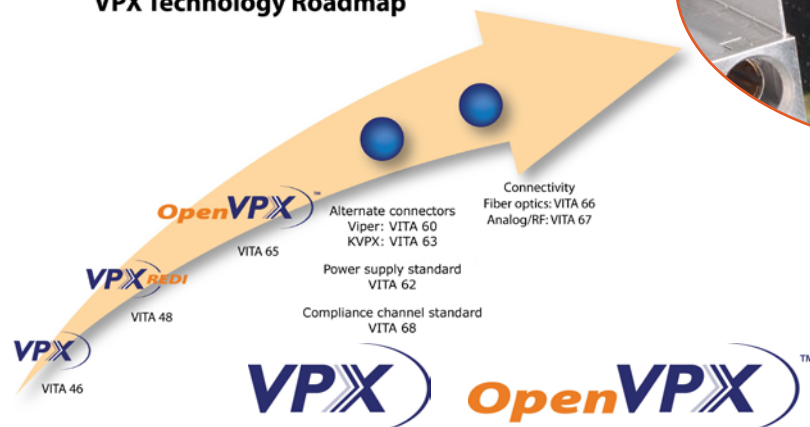 VPX Technology Roadmap
OpenVPX™
VITA 65
VPX REDI
VITA 48
VPX
VITA 46
Alternate connectors
Viper: VITA 60
KVPX: VITA 63
Power supply standard
VITA 62
Compliance channel standard
VITA 68
Connectivity
Fiber optics: VITA 66
Analog/RF: VITA 67
VPX
OpenVPX™